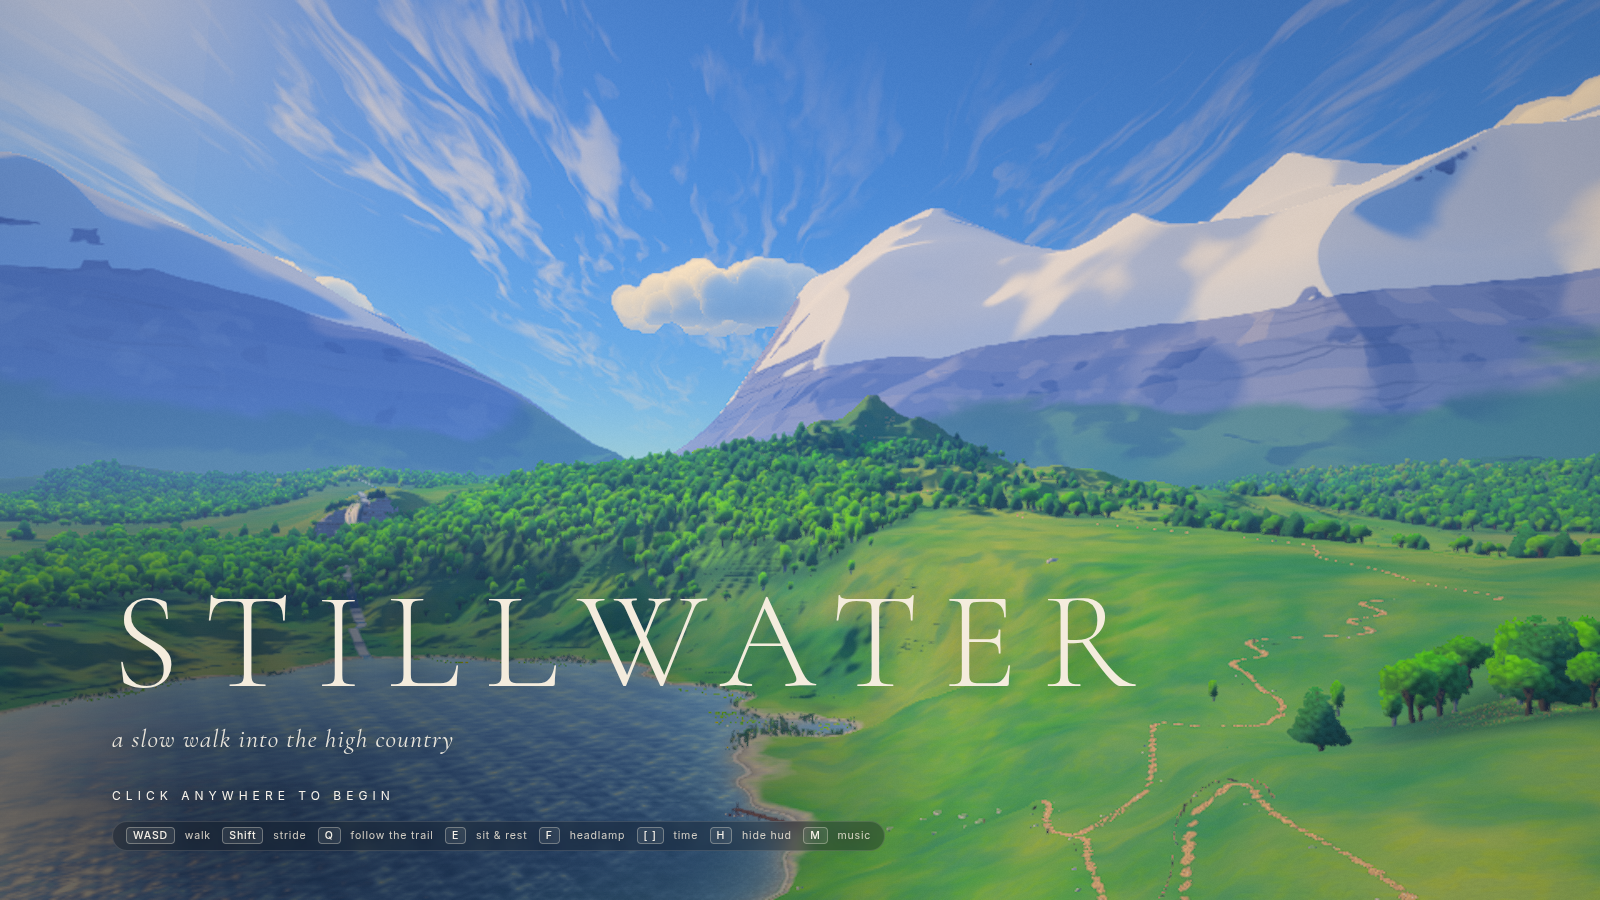 STILLWATER
a slow walk into the high country
CLICK ANYWHERE TO BEGIN
WASD walk Shift stride Q follow the trail E sit & rest F headlamp [ ] time H hide hud M music